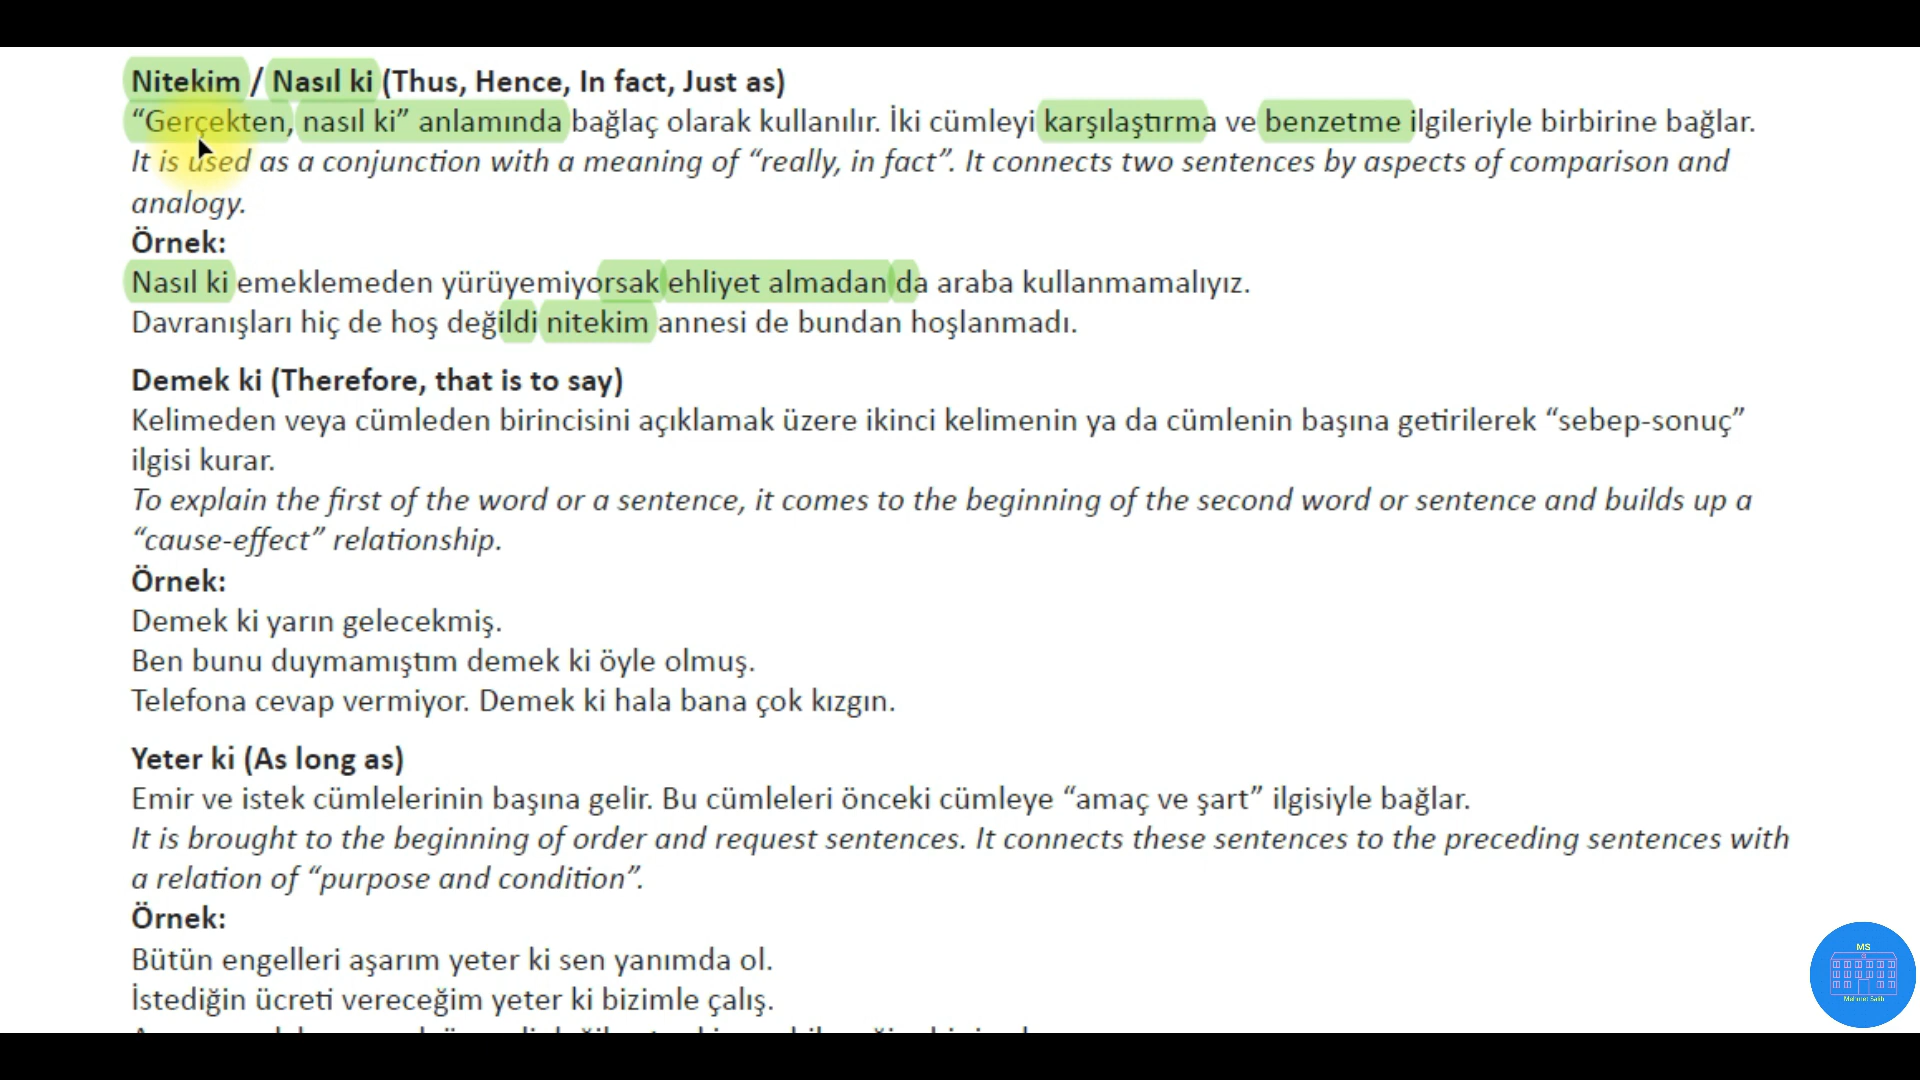 Nitekim / Nasıl ki (Thus, Hence, In fact, Just as)
“Gerçekten, nasıl ki” anlamında bağlaç olarak kullanılır. İki cümleyi karşılaştırma ve benzetme ilgileriyle birbirine bağlar.
It is used as a conjunction with a meaning of “really, in fact”. It connects two sentences by aspects of comparison and
analogy.
Örnek:
Nasıl ki emeklemeden yürüyemiyorsak ehliyet almadan da araba kullanmamalıyız.
Davranışları hiç de hoş değildi nitekim annesi de bundan hoşlanmadı.
Demek ki (Therefore, that is to say)
Kelimeden veya cümleden birincisini açıklamak üzere ikinci kelimenin ya da cümlenin başına getirilerek “sebep-sonuç”
ilgisi kurar.
To explain the first of the word or a sentence, it comes to the beginning of the second word or sentence and builds up a
“cause-effect” relationship.
Örnek:
Demek ki yarın gelecekmiş.
Ben bunu duymamıştım demek ki öyle olmuş.
Telefona cevap vermiyor. Demek ki hala bana çok kızgın.
Yeter ki (As long as)
Emir ve istek cümlelerinin başına gelir. Bu cümleleri önceki cümleye “amaç ve şart” ilgisiyle bağlar.
It is brought to the beginning of order and request sentences. It connects these sentences to the preceding sentences with
a relation of “purpose and condition”.
Örnek:
Bütün engelleri aşarım yeter ki sen yanımda ol.
İstediğin ücreti vereceğim yeter ki bizimle çalış.
MS
Mehmet Salih